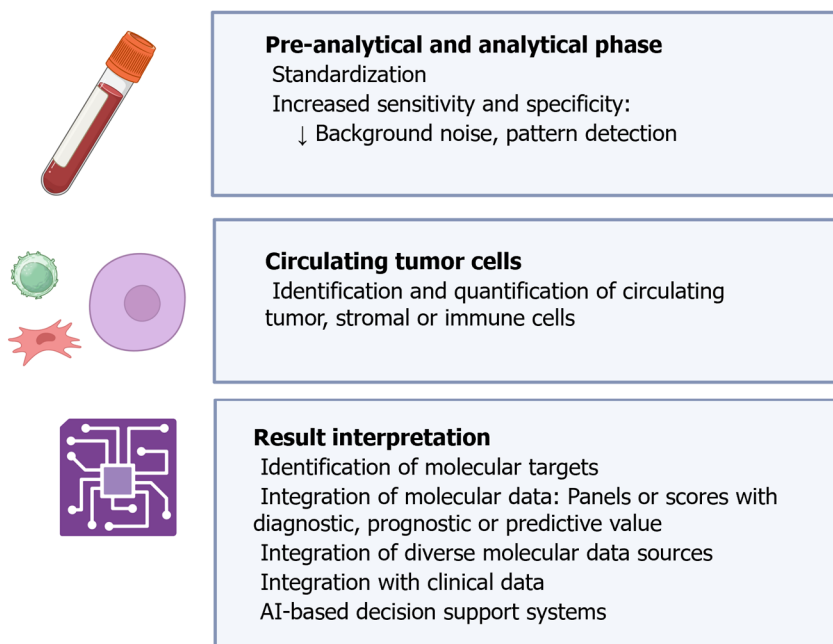 Pre-analytical and analytical phase
Standardization
Increased sensitivity and specificity:
↓ Background noise, pattern detection
Circulating tumor cells
Identification and quantification of circulating
tumor, stromal or immune cells
Result interpretation
Identification of molecular targets
Integration of molecular data: Panels or scores with
diagnostic, prognostic or predictive value
Integration of diverse molecular data sources
Integration with clinical data
AI-based decision support systems